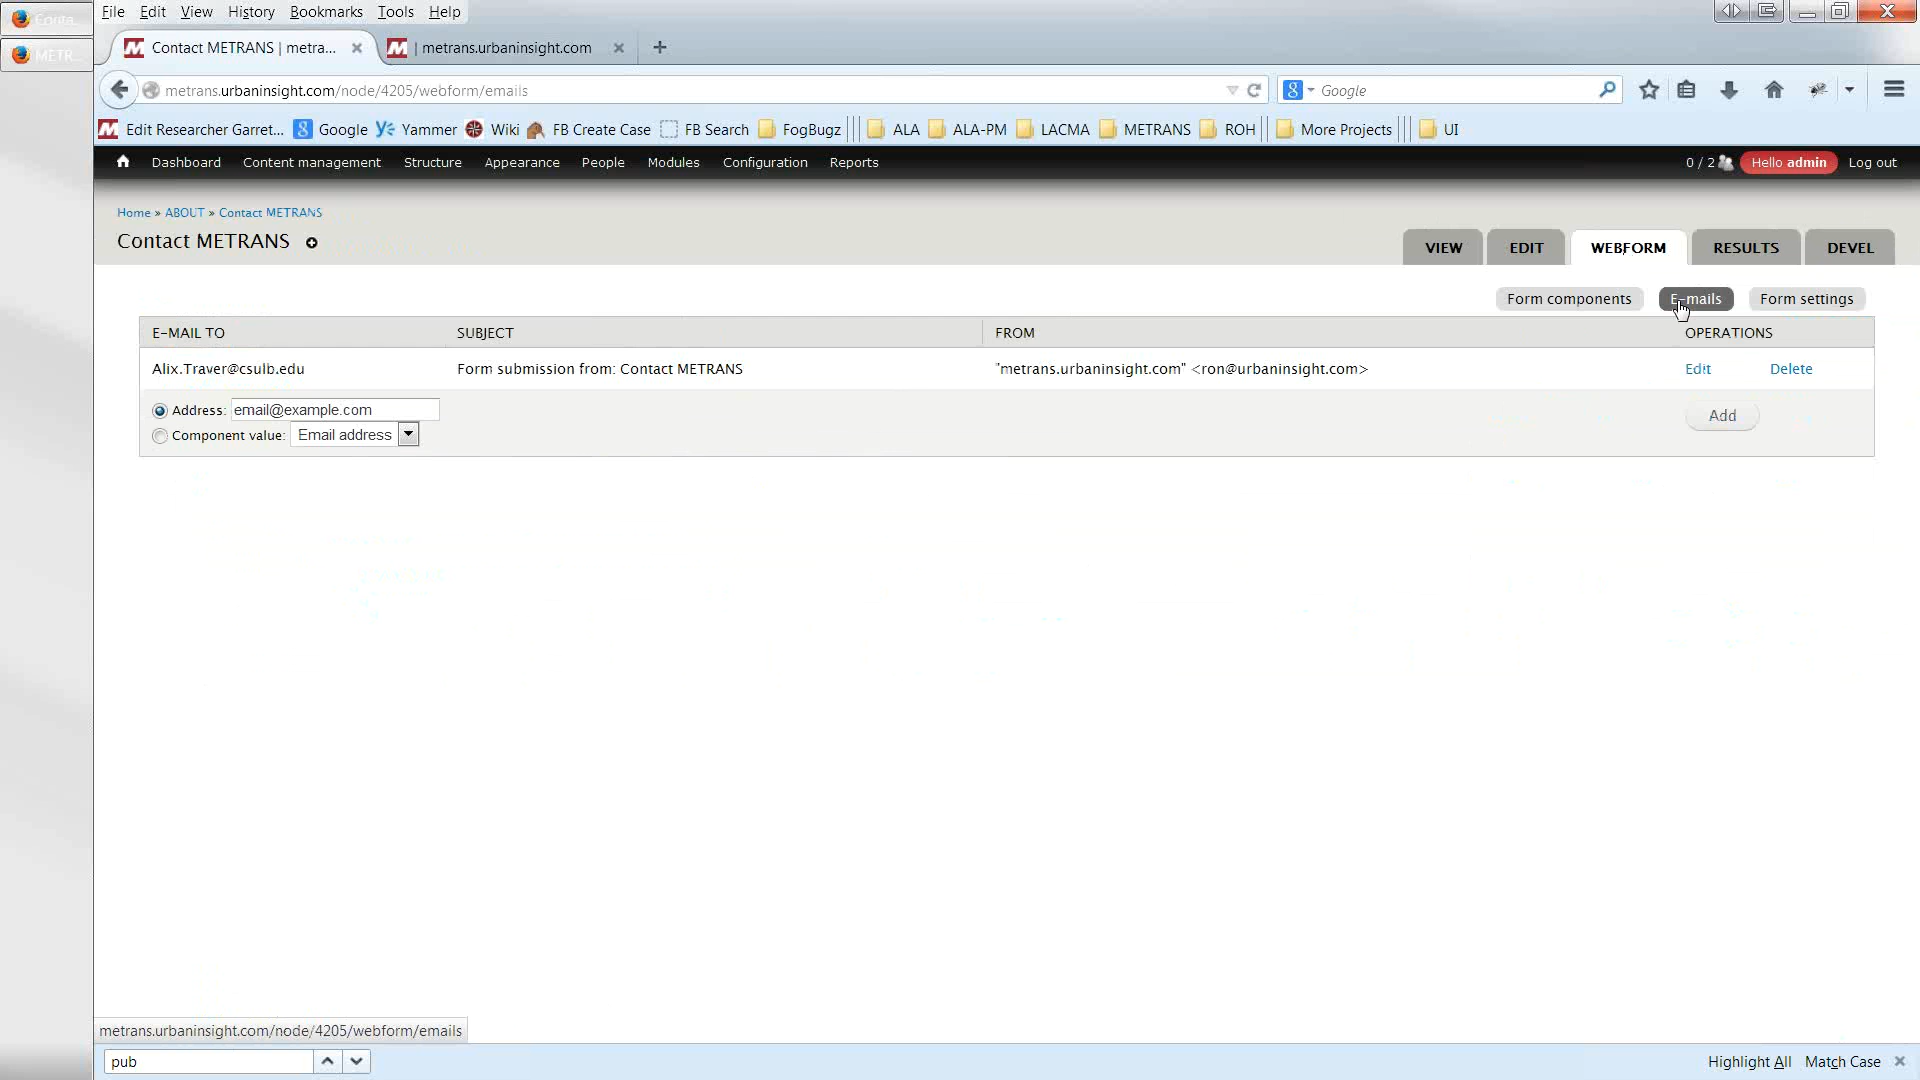 File Edit View History Bookmarks Tools Help
Contact METRANS | metra... | metrans.urbaninsight.com
metrans.urbaninsight.com/node/4205/webform/emails Google
Edit Researcher Garret... Google Yammer Wiki FB Create Case FB Search FogBugz ALA ALA-PM LACMA METRANS ROH More Projects UI
Dashboard Content management Structure Appearance People Modules Configuration Reports 0 / 2 Hello admin Log out
Home » ABOUT » Contact METRANS
Contact METRANS
VIEW EDIT WEBFORM RESULTS DEVEL
Form components E-mails Form settings
E-MAIL TO SUBJECT FROM OPERATIONS
Alix.Traver@csulb.edu Form submission from: Contact METRANS "metrans.urbaninsight.com" <ron@urbaninsight.com> Edit Delete
Address: email@example.com Add
Component value: Email address
metrans.urbaninsight.com/node/4205/webform/emails
pub Highlight All Match Case